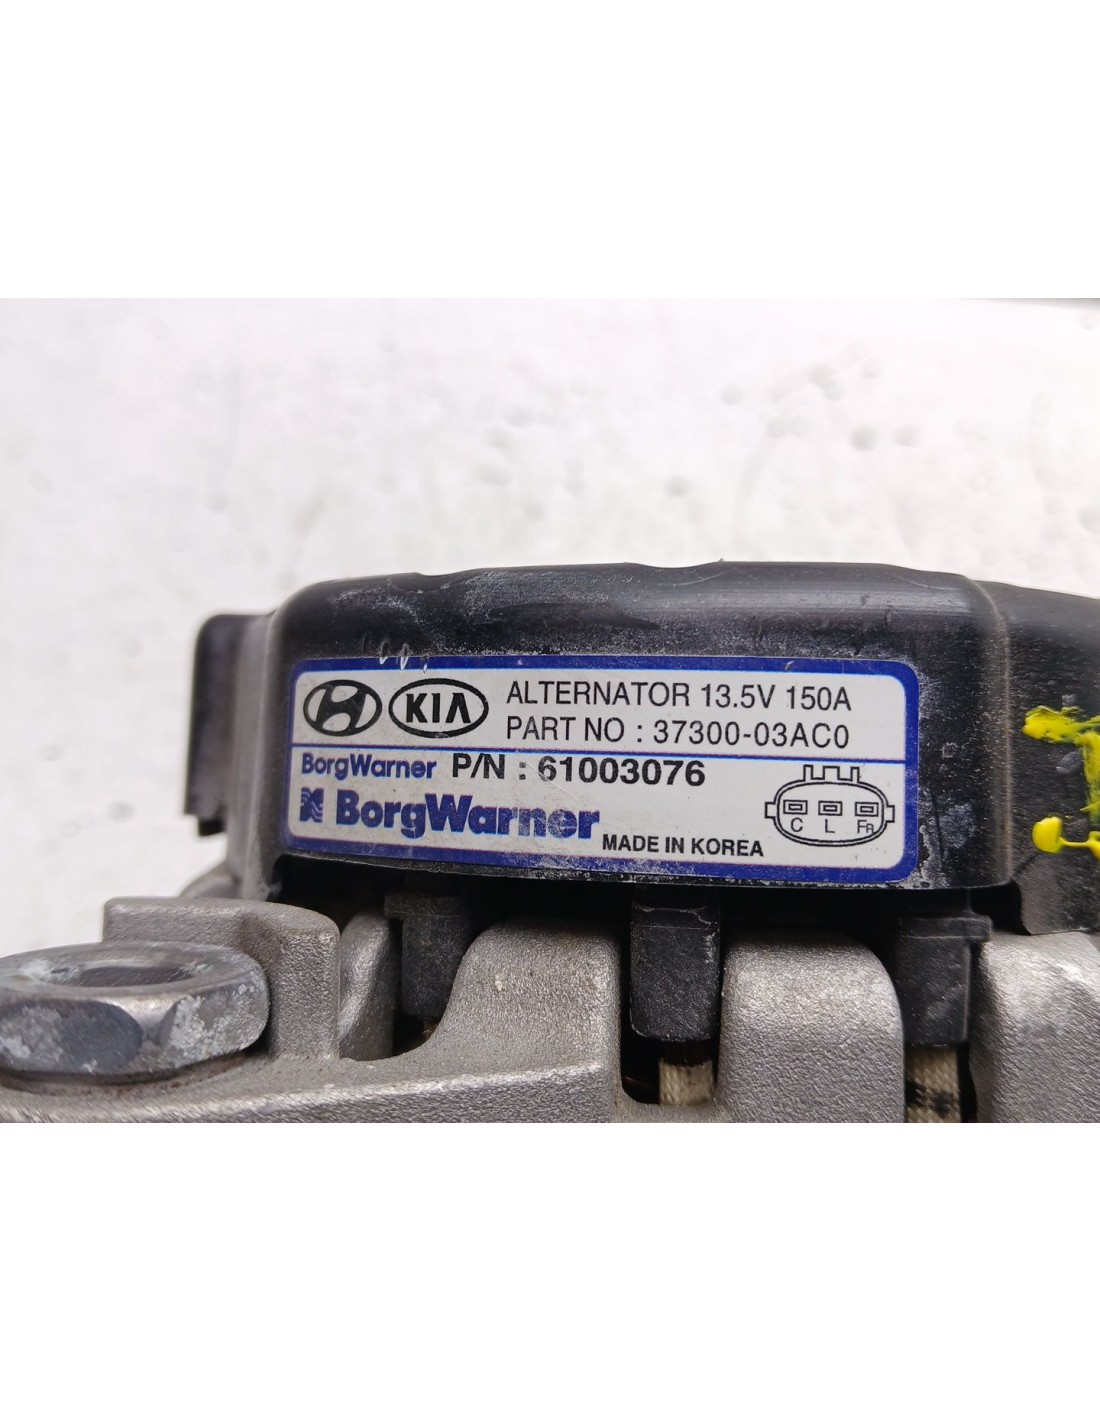 KIA ALTERNATOR 13.5V 150A
PART NO : 37300-03AC0
BorgWarner P/N : 61003076
BorgWarner
MADE IN KOREA
C L FR